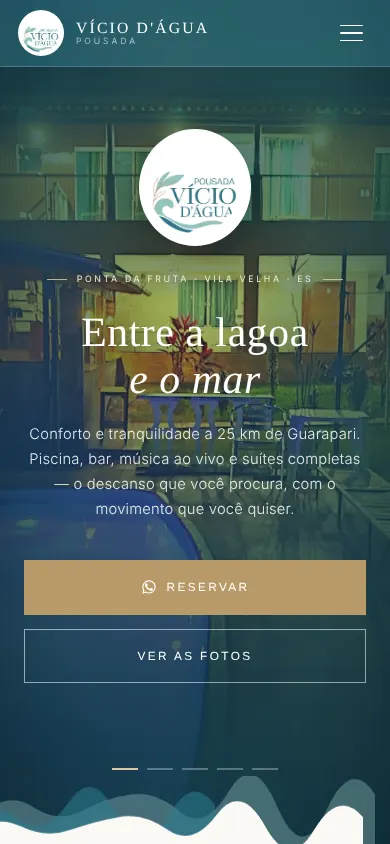 VÍCIO
D'ÁGUA
VÍCIO D'ÁGUA
POUSADA
POUSADA
VÍCIO
D'ÁGUA
PONTA DA FRUTA · VILA VELHA · ES
Entre a lagoa
e o mar
Conforto e tranquilidade a 25 km de Guarapari.
Piscina, bar, música ao vivo e suítes completas
— o descanso que você procura, com o
movimento que você quiser.
RESERVAR
VER AS FOTOS